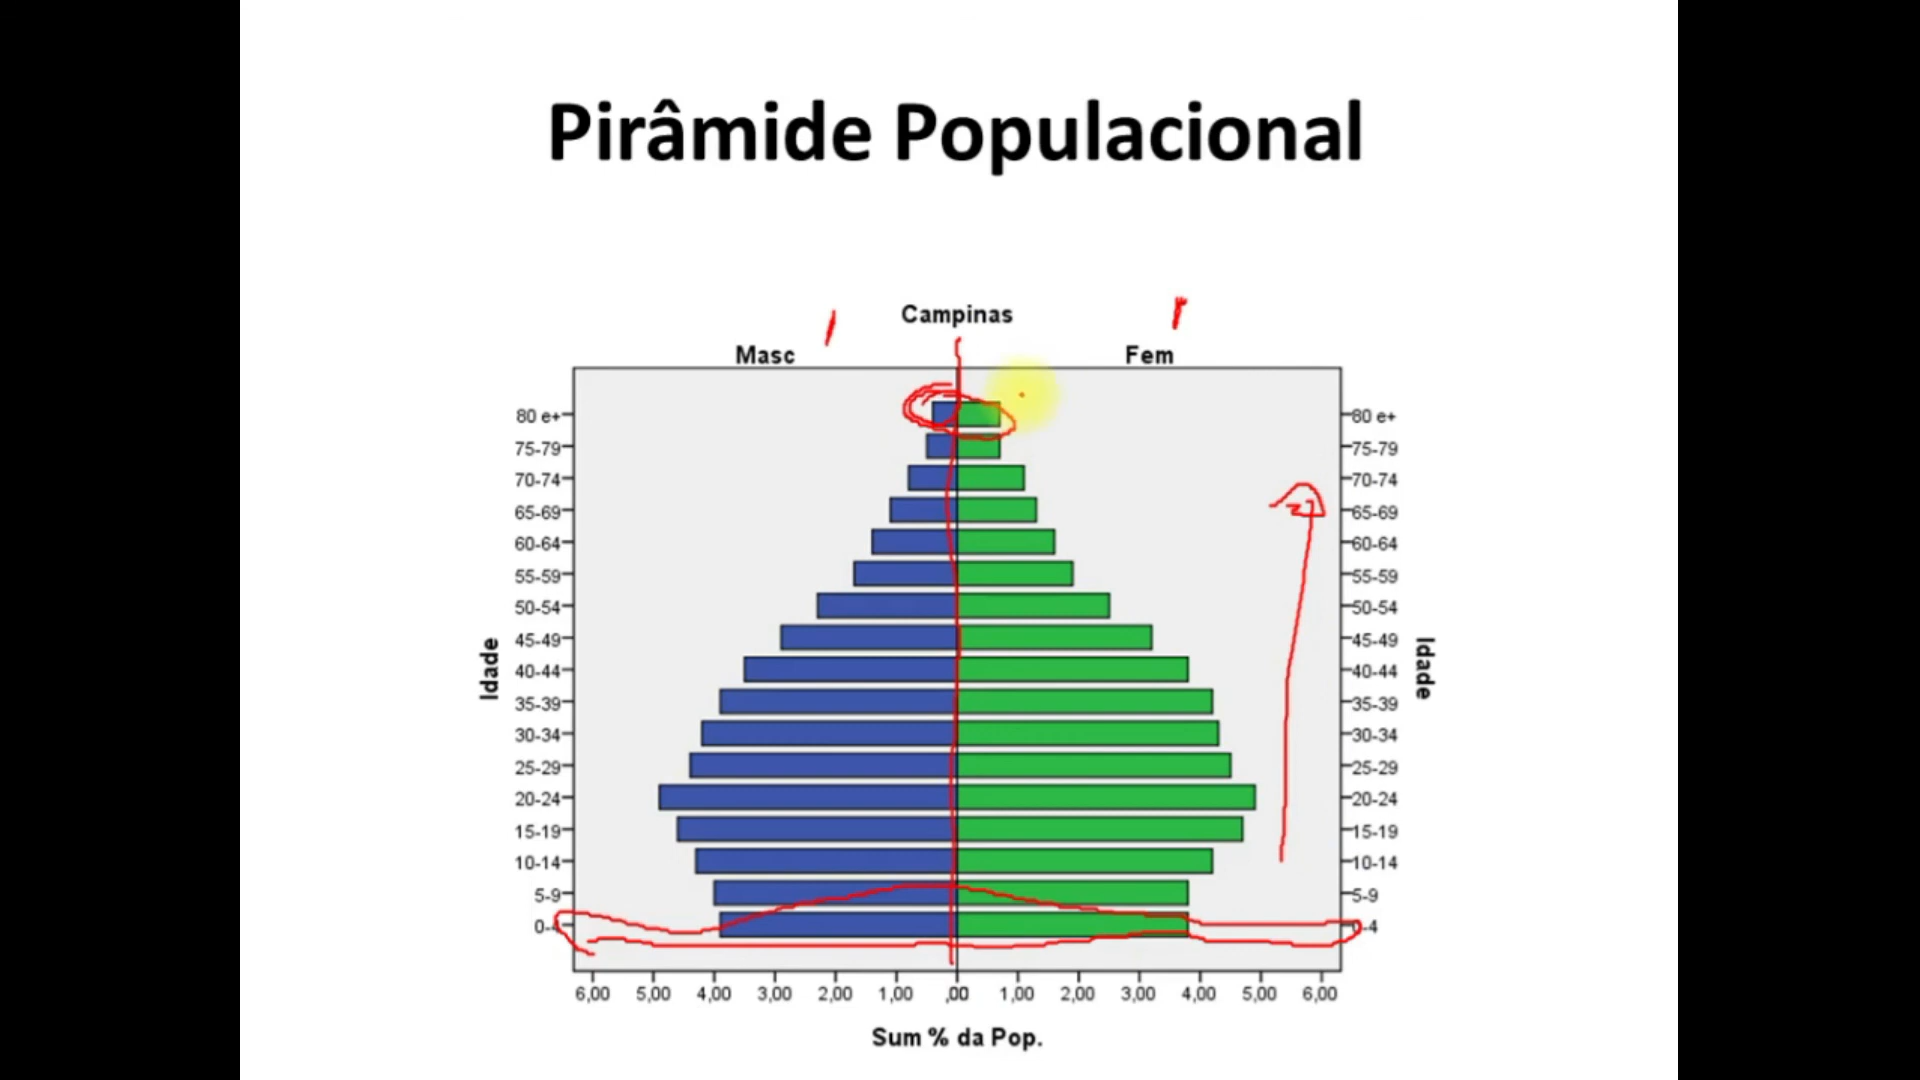 Pirâmide Populacional
Campinas
Masc Fem
80 e+ 80 e+
75-79 75-79
70-74 70-74
65-69 65-69
60-64 60-64
55-59 55-59
50-54 50-54
45-49 45-49
40-44 40-44
35-39 35-39
30-34 30-34
25-29 25-29
20-24 20-24
15-19 15-19
10-14 10-14
5-9 5-9
0-4 0-4
Idade Idade
6,00 5,00 4,00 3,00 2,00 1,00 ,00 1,00 2,00 3,00 4,00 5,00 6,00
Sum % da Pop.